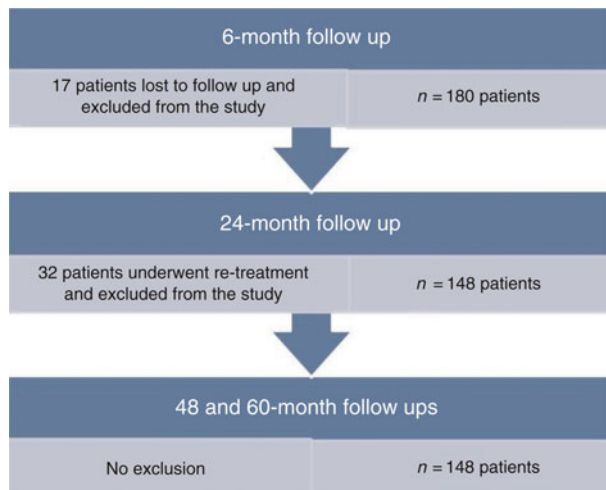 6-month follow up
17 patients lost to follow up and
excluded from the study
n = 180 patients
24-month follow up
32 patients underwent re-treatment
and excluded from the study
n = 148 patients
48 and 60-month follow ups
No exclusion
n = 148 patients